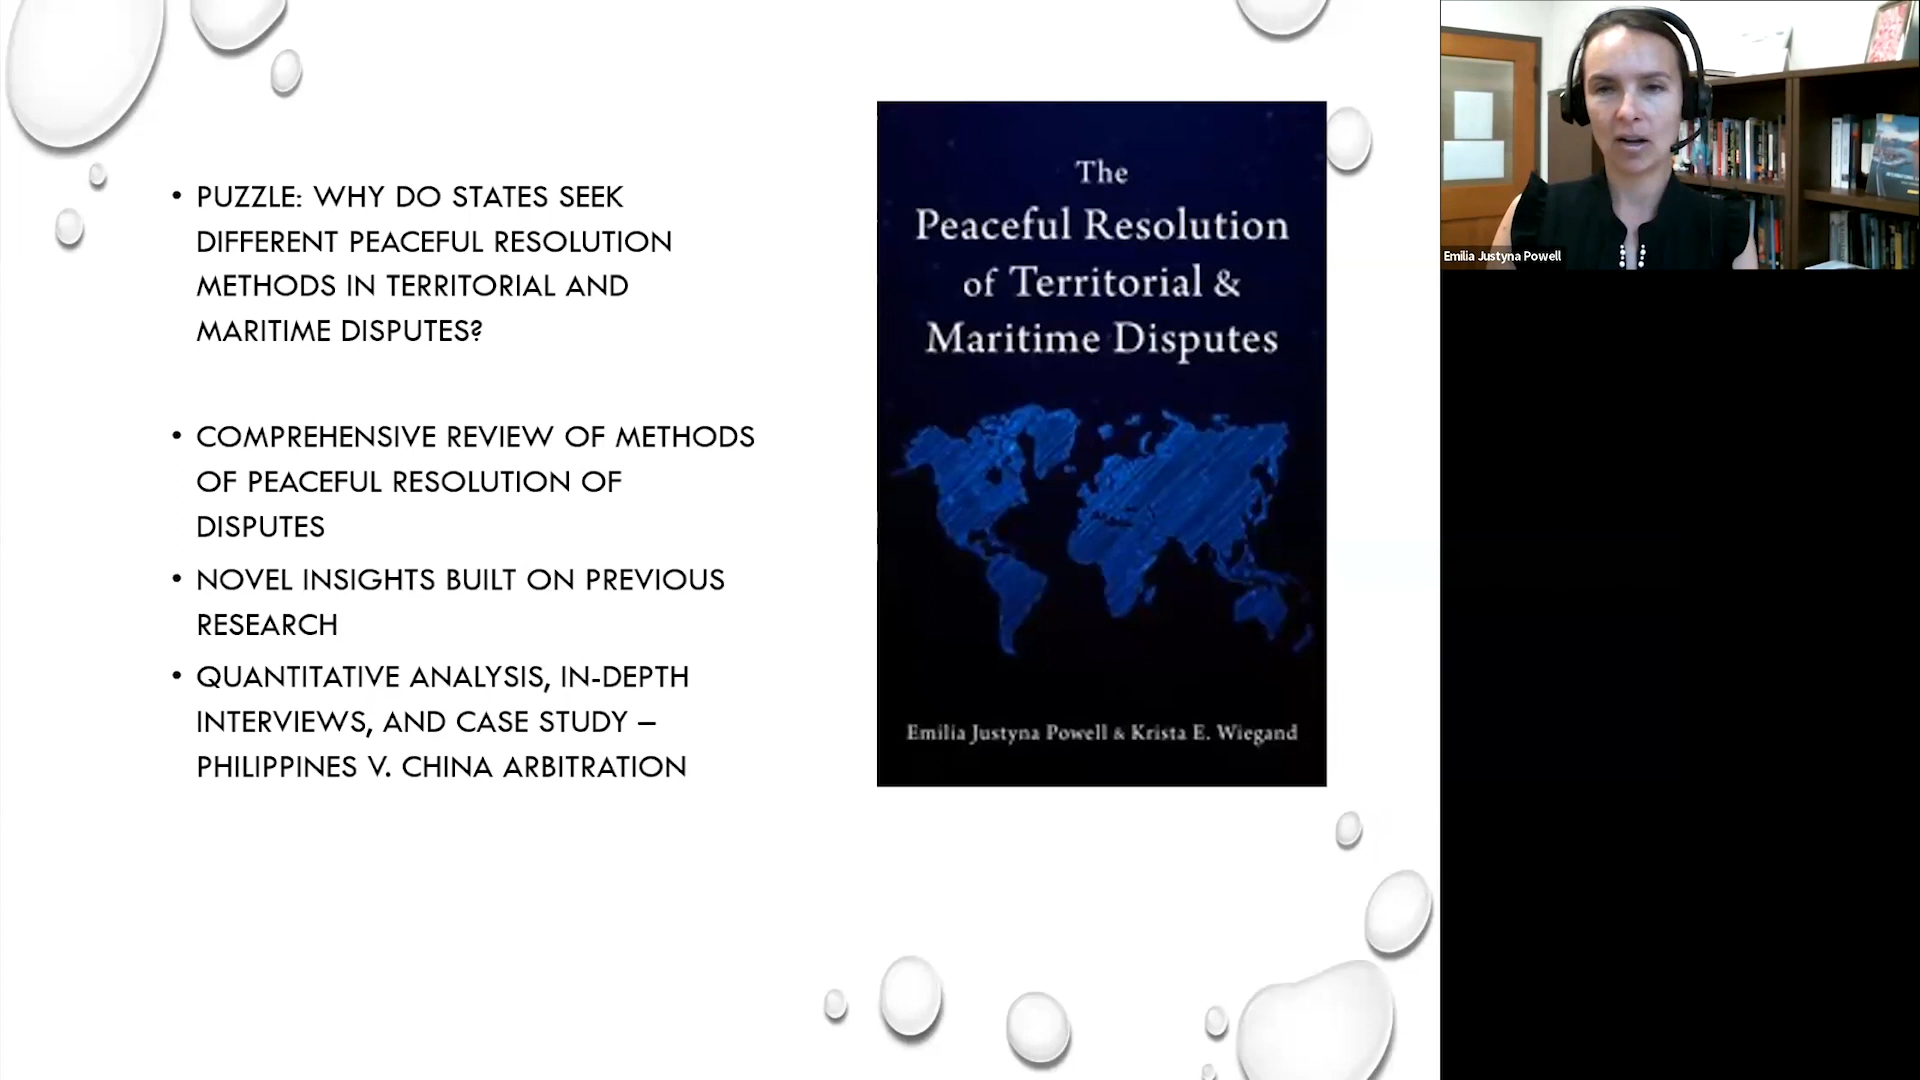 • PUZZLE: WHY DO STATES SEEK
DIFFERENT PEACEFUL RESOLUTION
METHODS IN TERRITORIAL AND
MARITIME DISPUTES?
• COMPREHENSIVE REVIEW OF METHODS
OF PEACEFUL RESOLUTION OF
DISPUTES
• NOVEL INSIGHTS BUILT ON PREVIOUS
RESEARCH
• QUANTITATIVE ANALYSIS, IN-DEPTH
INTERVIEWS, AND CASE STUDY –
PHILIPPINES V. CHINA ARBITRATION
The
Peaceful Resolution
of Territorial &
Maritime Disputes
Emilia Justyna Powell & Krista E. Wiegand
Emilia Justyna Powell